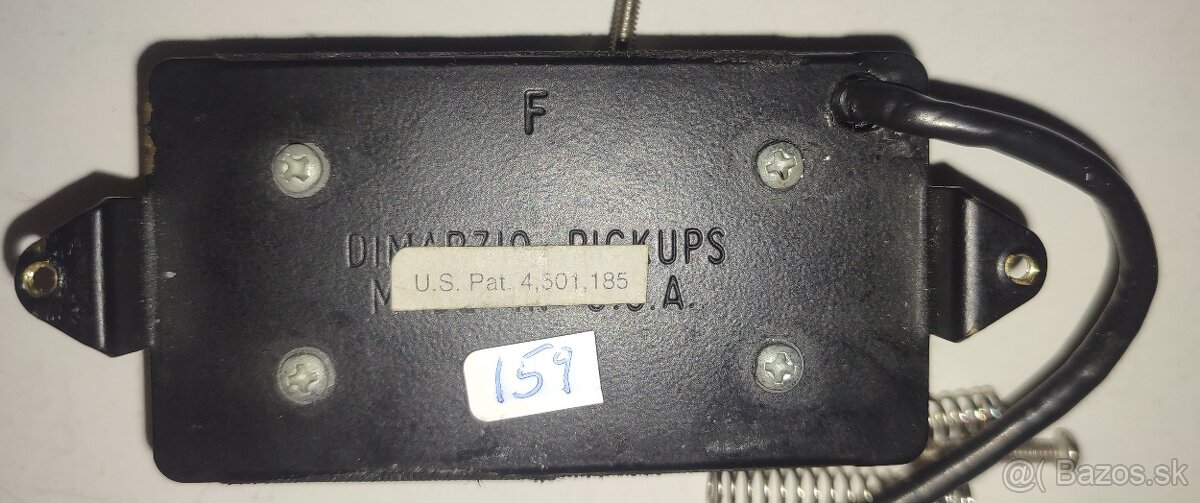 F
DIMARZIO PICKUPS
U.S. Pat. 4,501,185
U.S.A.
159
@( Bazos.sk